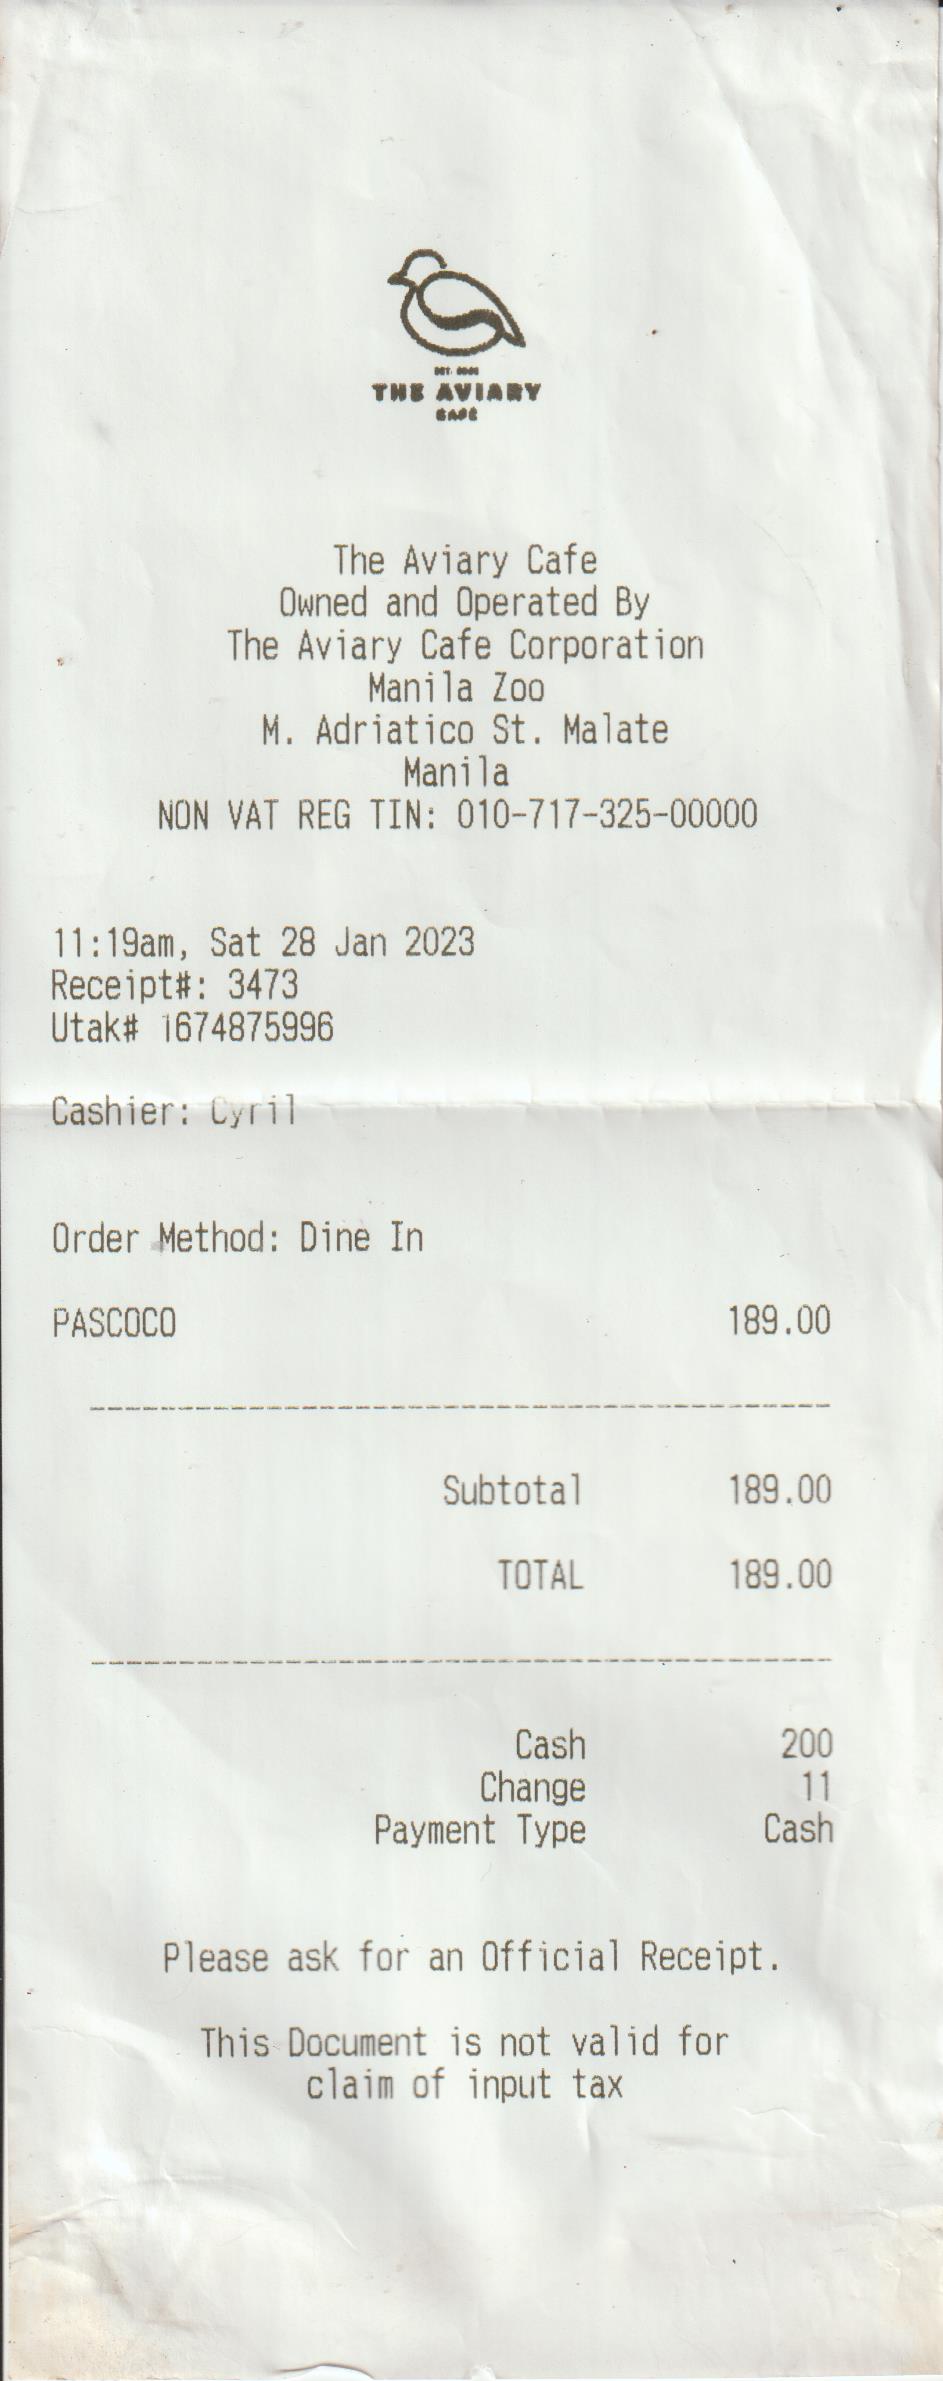 THE AVIARY
CAFE
The Aviary Cafe
Owned and Operated By
The Aviary Cafe Corporation
Manila Zoo
M. Adriatico St. Malate
Manila
NON VAT REG TIN: 010-717-325-00000
11:19am, Sat 28 Jan 2023
Receipt#: 3473
Utak# 1674875996
Cashier: Cyril
Order Method: Dine In
PASCOCO 189.00
Subtotal 189.00
TOTAL 189.00
Cash 200
Change 11
Payment Type Cash
Please ask for an Official Receipt.
This Document is not valid for
claim of input tax